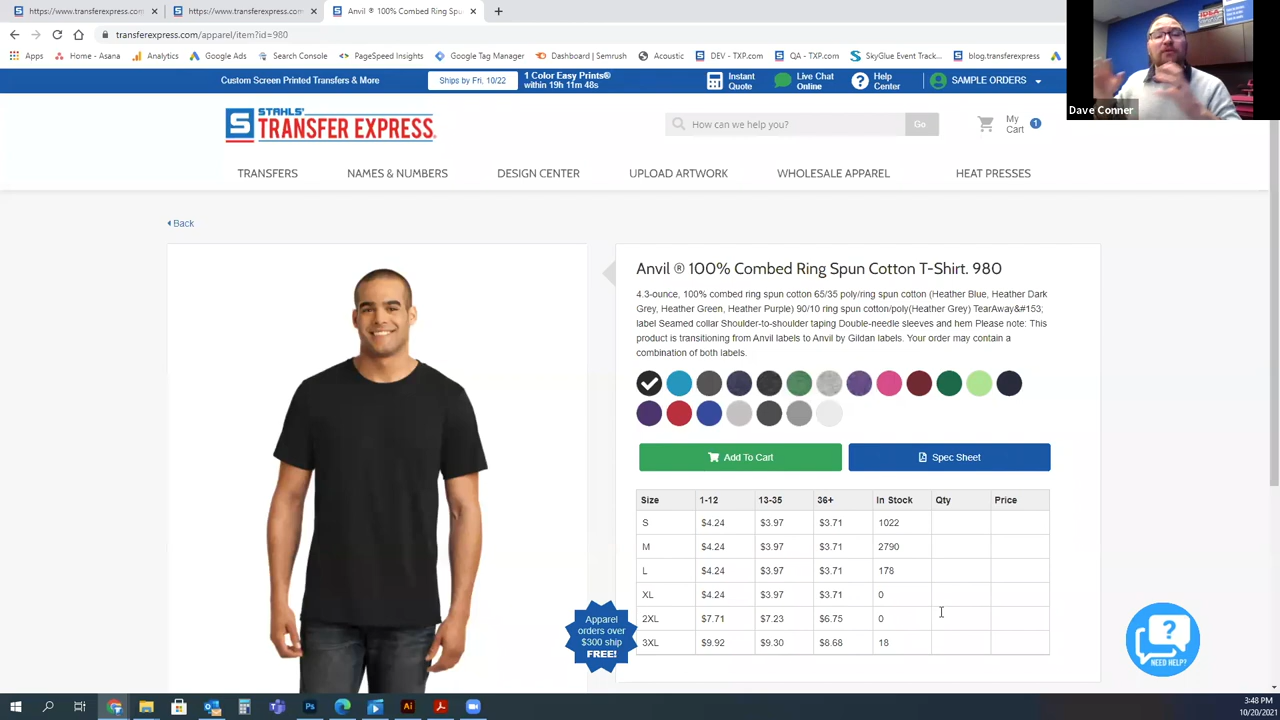 https://www.transferexpress.com/ap
https://www.transferexpress.com/ap
Anvil ® 100% Combed Ring Spu
transferexpress.com/apparel/item?id=980
Apps
Home - Asana
Analytics
Google Ads
Search Console
PageSpeed Insights
Google Tag Manager
Dashboard | Semrush
Acoustic
DEV - TXP.com
QA - TXP.com
SkyGlue Event Track...
blog.transferexpress
Custom Screen Printed Transfers & More
Ships by Fri, 10/22
1 Color Easy Prints®
within 19h 11m 48s
Instant
Quote
Live Chat
Online
Help
Center
SAMPLE ORDERS
Dave Conner
STAHLS'
TRANSFER EXPRESS®
How can we help you?
Go
My
Cart
1
TRANSFERS
NAMES & NUMBERS
DESIGN CENTER
UPLOAD ARTWORK
WHOLESALE APPAREL
HEAT PRESSES
Back
Anvil ® 100% Combed Ring Spun Cotton T-Shirt. 980
4.3-ounce, 100% combed ring spun cotton 65/35 poly/ring spun cotton (Heather Blue, Heather Dark
Grey, Heather Green, Heather Purple) 90/10 ring spun cotton/poly(Heather Grey) TearAway&#153;
label Seamed collar Shoulder-to-shoulder taping Double-needle sleeves and hem Please note: This
product is transitioning from Anvil labels to Anvil by Gildan labels. Your order may contain a
combination of both labels.
Add To Cart
Spec Sheet
Size 1-12 13-35 36+ In Stock Qty Price
S $4.24 $3.97 $3.71 1022
M $4.24 $3.97 $3.71 2790
L $4.24 $3.97 $3.71 178
XL $4.24 $3.97 $3.71 0
2XL $7.71 $7.23 $6.75 0
3XL $9.92 $9.30 $8.68 18
Apparel
orders over
$300 ship
FREE!
NEED HELP?
3:48 PM
10/20/2021